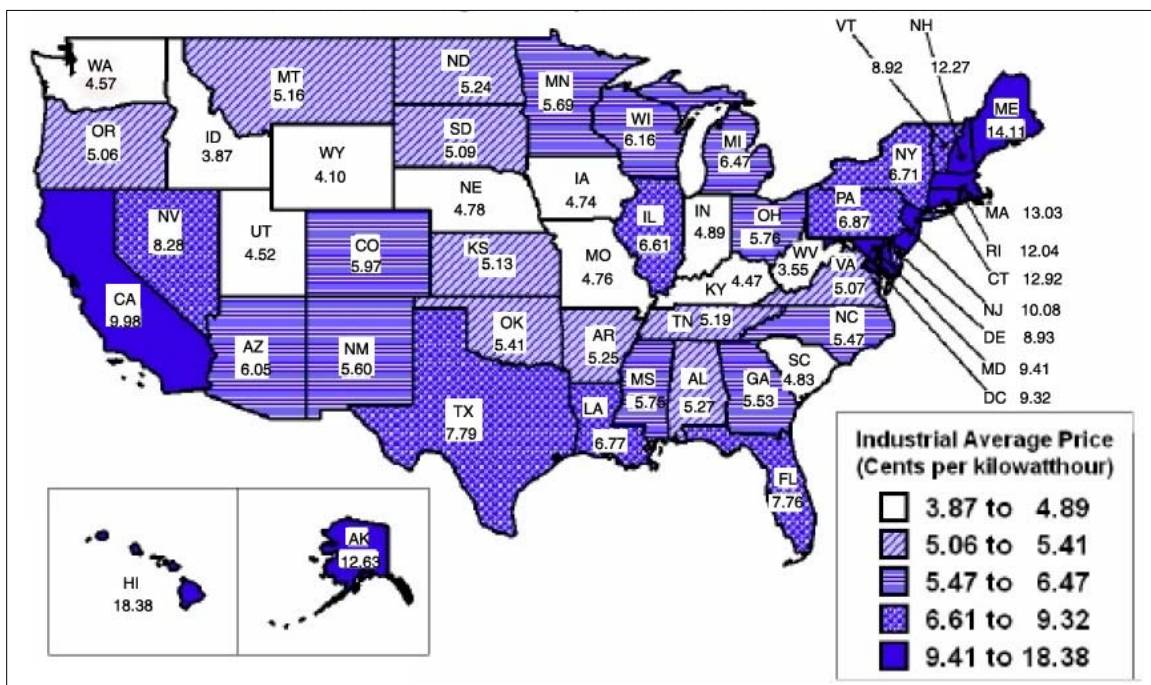 VT
NH
8.92
12.27
WA
4.57
MT
5.16
ND
5.24
MN
5.69
ME
14.11
OR
5.06
ID
3.87
SD
5.09
WI
6.16
MI
6.47
NY
6.71
WY
4.10
NE
4.78
IA
4.74
PA
6.87
NV
8.28
UT
4.52
CO
5.97
KS
5.13
MO
4.76
IL
6.61
IN
4.89
OH
5.76
WV
3.55
VA
5.07
KY
4.47
MA 13.03
RI 12.04
CT 12.92
NJ 10.08
DE 8.93
MD 9.41
DC 9.32
CA
9.98
AZ
6.05
NM
5.60
OK
5.41
AR
5.25
TN 5.19
NC
5.47
SC
4.83
MS
AL
5.27
GA
5.53
TX
7.79
LA
6.77
FL
7.76
HI
18.38
AK
12.63
Industrial Average Price
(Cents per kilowatthour)
3.87 to 4.89
5.06 to 5.41
5.47 to 6.47
6.61 to 9.32
9.41 to 18.38